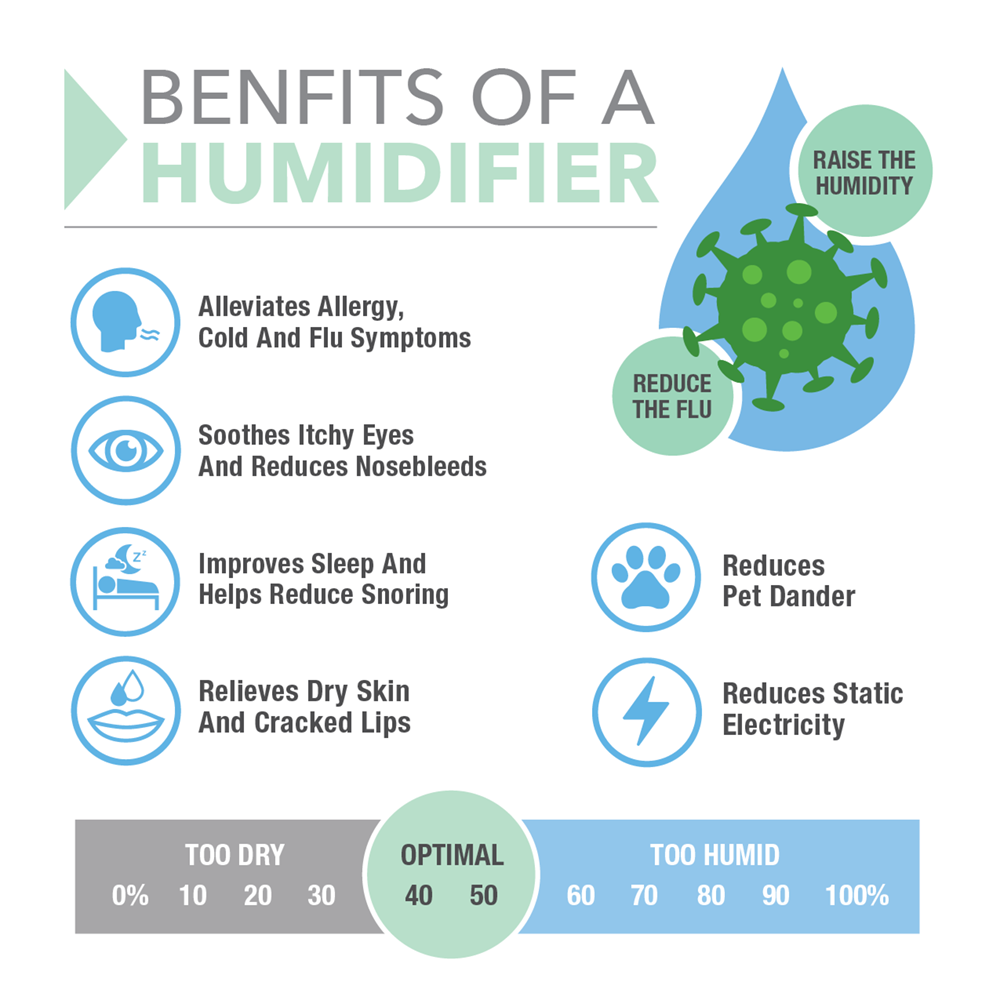 BENFITS OF A
HUMIDIFIER
RAISE THE
HUMIDITY
REDUCE
THE FLU
Alleviates Allergy,
Cold And Flu Symptoms
Soothes Itchy Eyes
And Reduces Nosebleeds
Improves Sleep And
Helps Reduce Snoring
Relieves Dry Skin
And Cracked Lips
Reduces
Pet Dander
Reduces Static
Electricity
Z z
TOO DRY
0% 10 20 30
OPTIMAL
40 50
TOO HUMID
60 70 80 90 100%